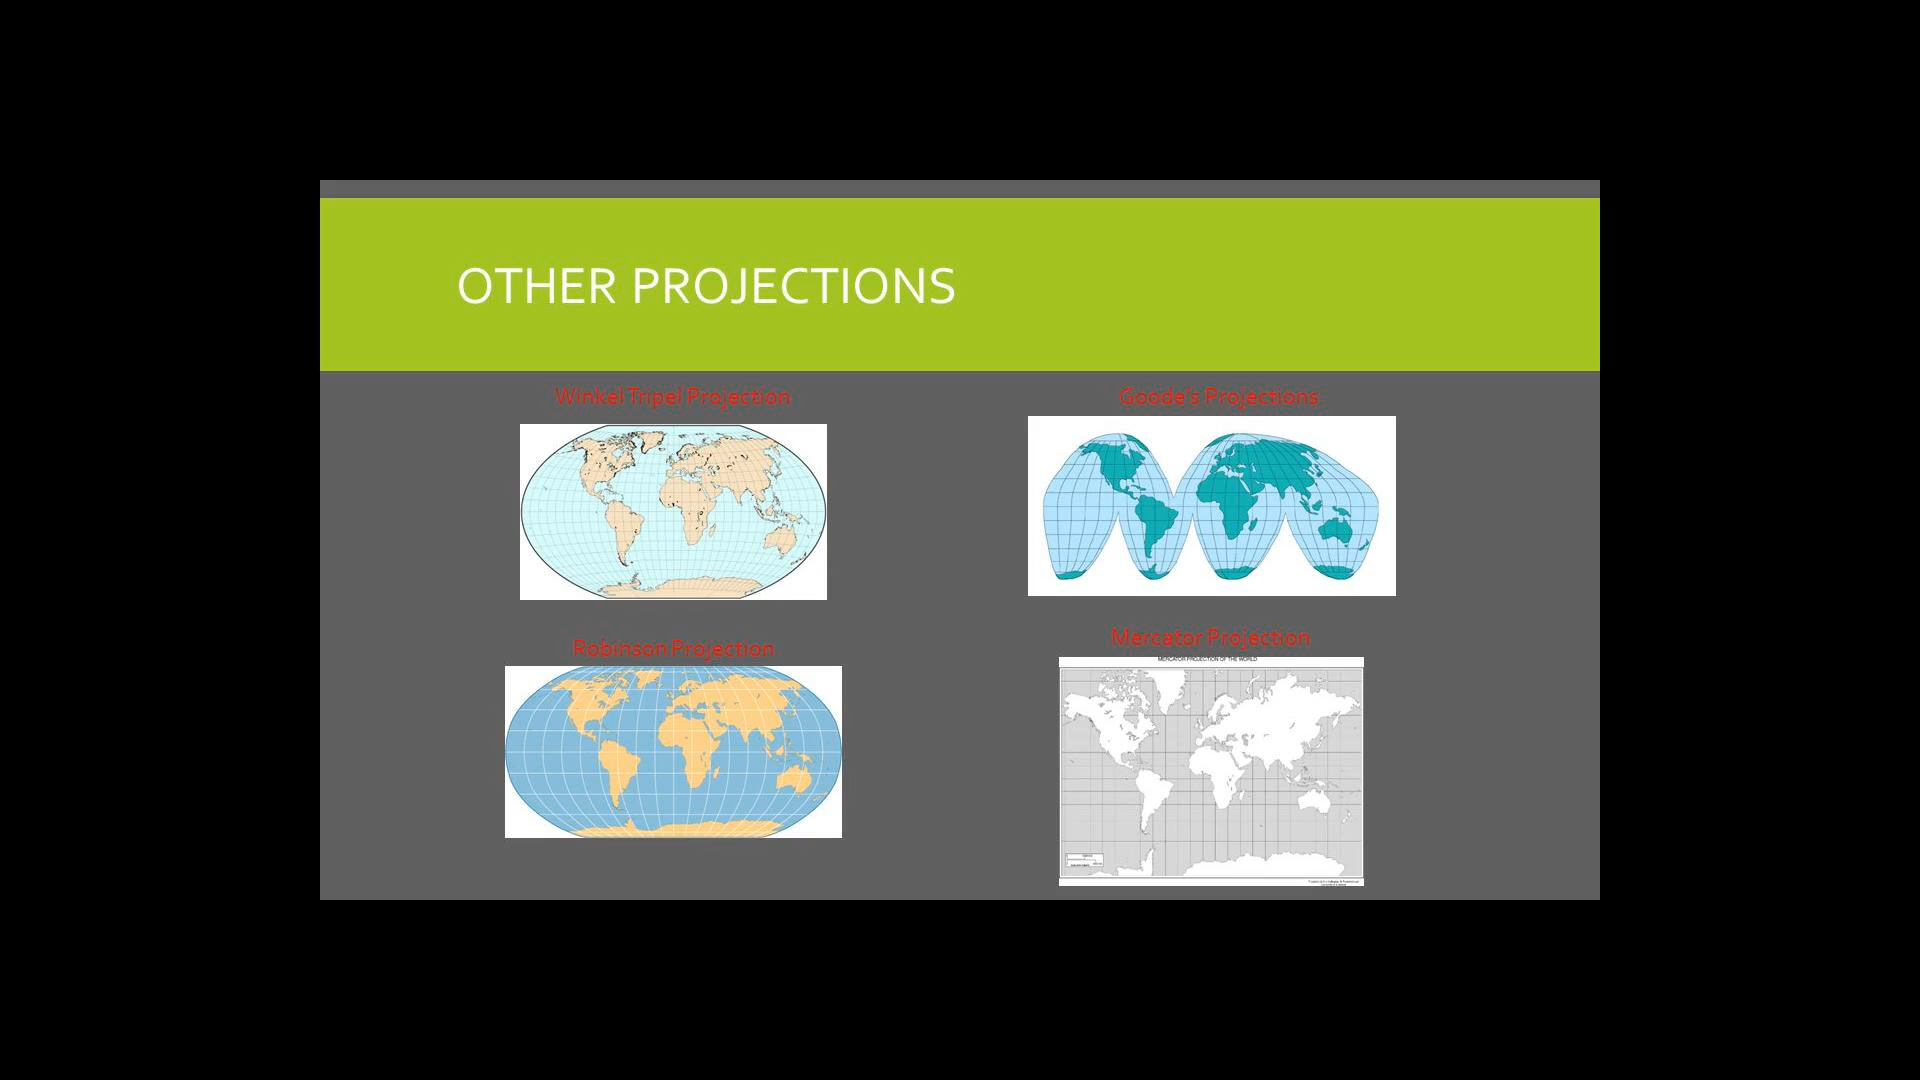 OTHER PROJECTIONS
Winkel Tripel Projection
Goode's Projections
Robinson Projection
Mercator Projection
MERCATOR PROJECTION OF THE WORLD